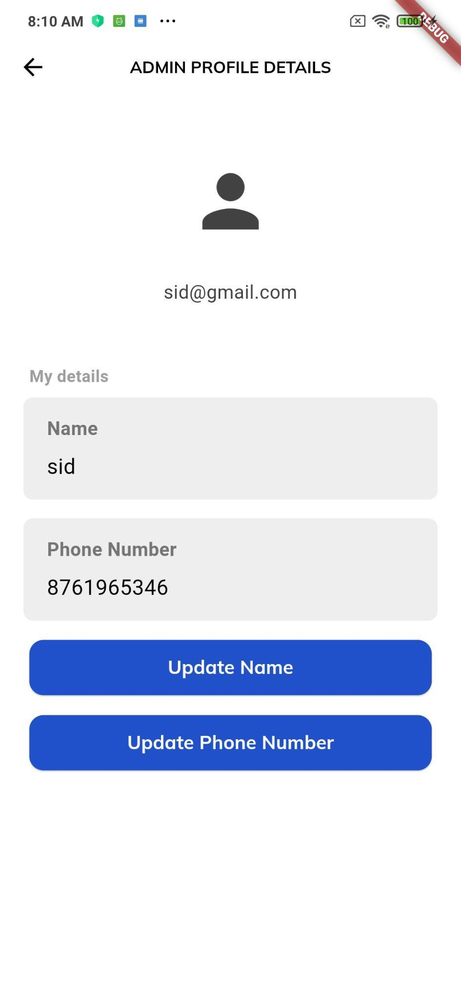 8:10 AM
100
DEBUG
ADMIN PROFILE DETAILS
sid@gmail.com
My details
Name
sid
Phone Number
8761965346
Update Name
Update Phone Number